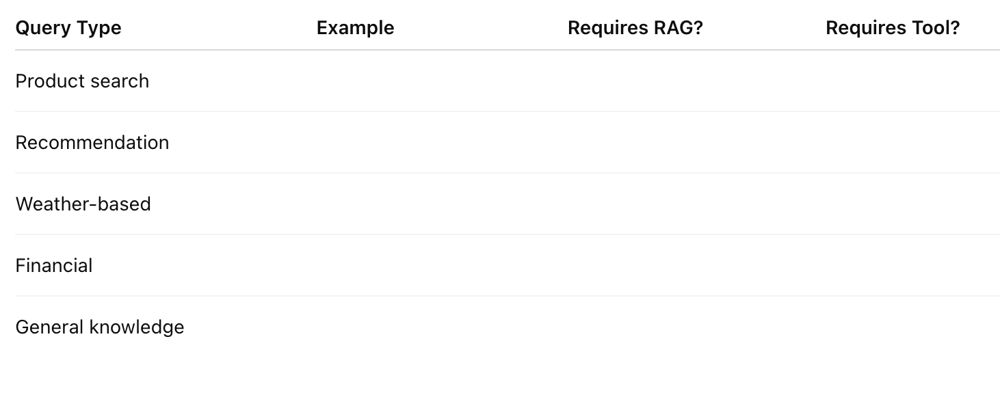 Query Type Example Requires RAG? Requires Tool?
Product search
Recommendation
Weather-based
Financial
General knowledge